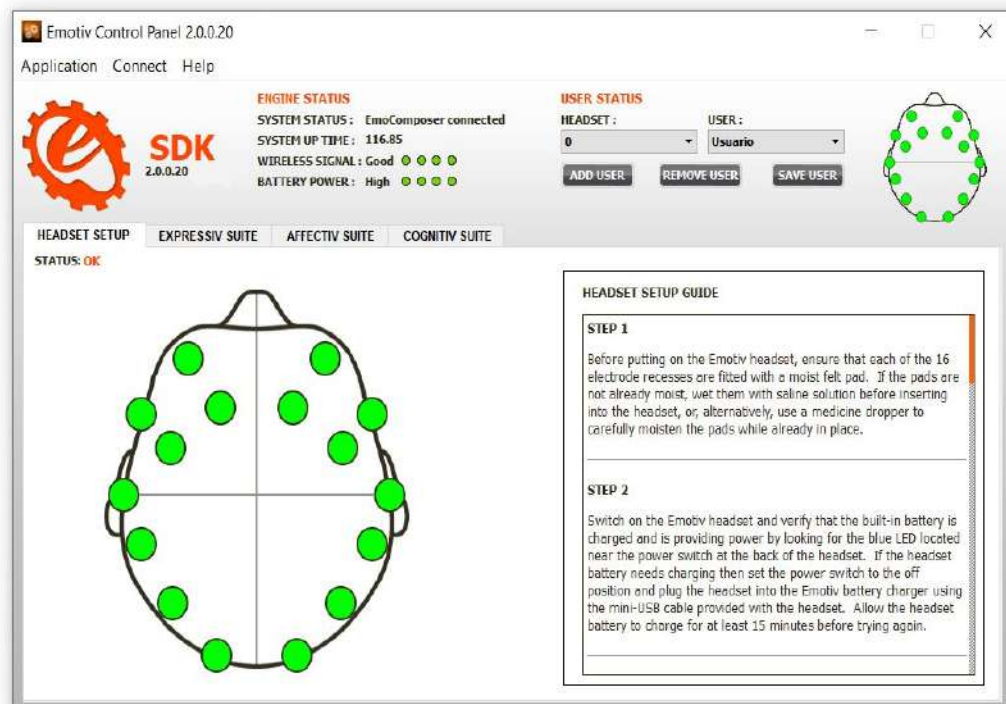 Emotiv Control Panel 2.0.0.20
Application Connect Help
SDK
2.0.0.20
ENGINE STATUS
SYSTEM STATUS : EmoComposer connected
SYSTEM UP TIME : 116.85
WIRELESS SIGNAL : Good
BATTERY POWER : High
USER STATUS
HEADSET : USER :
0 Usuario
ADD USER REMOVE USER SAVE USER
HEADSET SETUP EXPRESSIV SUITE AFFECTIV SUITE COGNITIV SUITE
STATUS: OK
HEADSET SETUP GUIDE
STEP 1
Before putting on the Emotiv headset, ensure that each of the 16
electrode recesses are fitted with a moist felt pad. If the pads are
not already moist, wet them with saline solution before inserting
into the headset, or, alternatively, use a medicine dropper to
carefully moisten the pads while already in place.
STEP 2
Switch on the Emotiv headset and verify that the built-in battery is
charged and is providing power by looking for the blue LED located
near the power switch at the back of the headset. If the headset
battery needs charging then set the power switch to the off
position and plug the headset into the Emotiv battery charger using
the mini-USB cable provided with the headset. Allow the headset
battery to charge for at least 15 minutes before trying again.